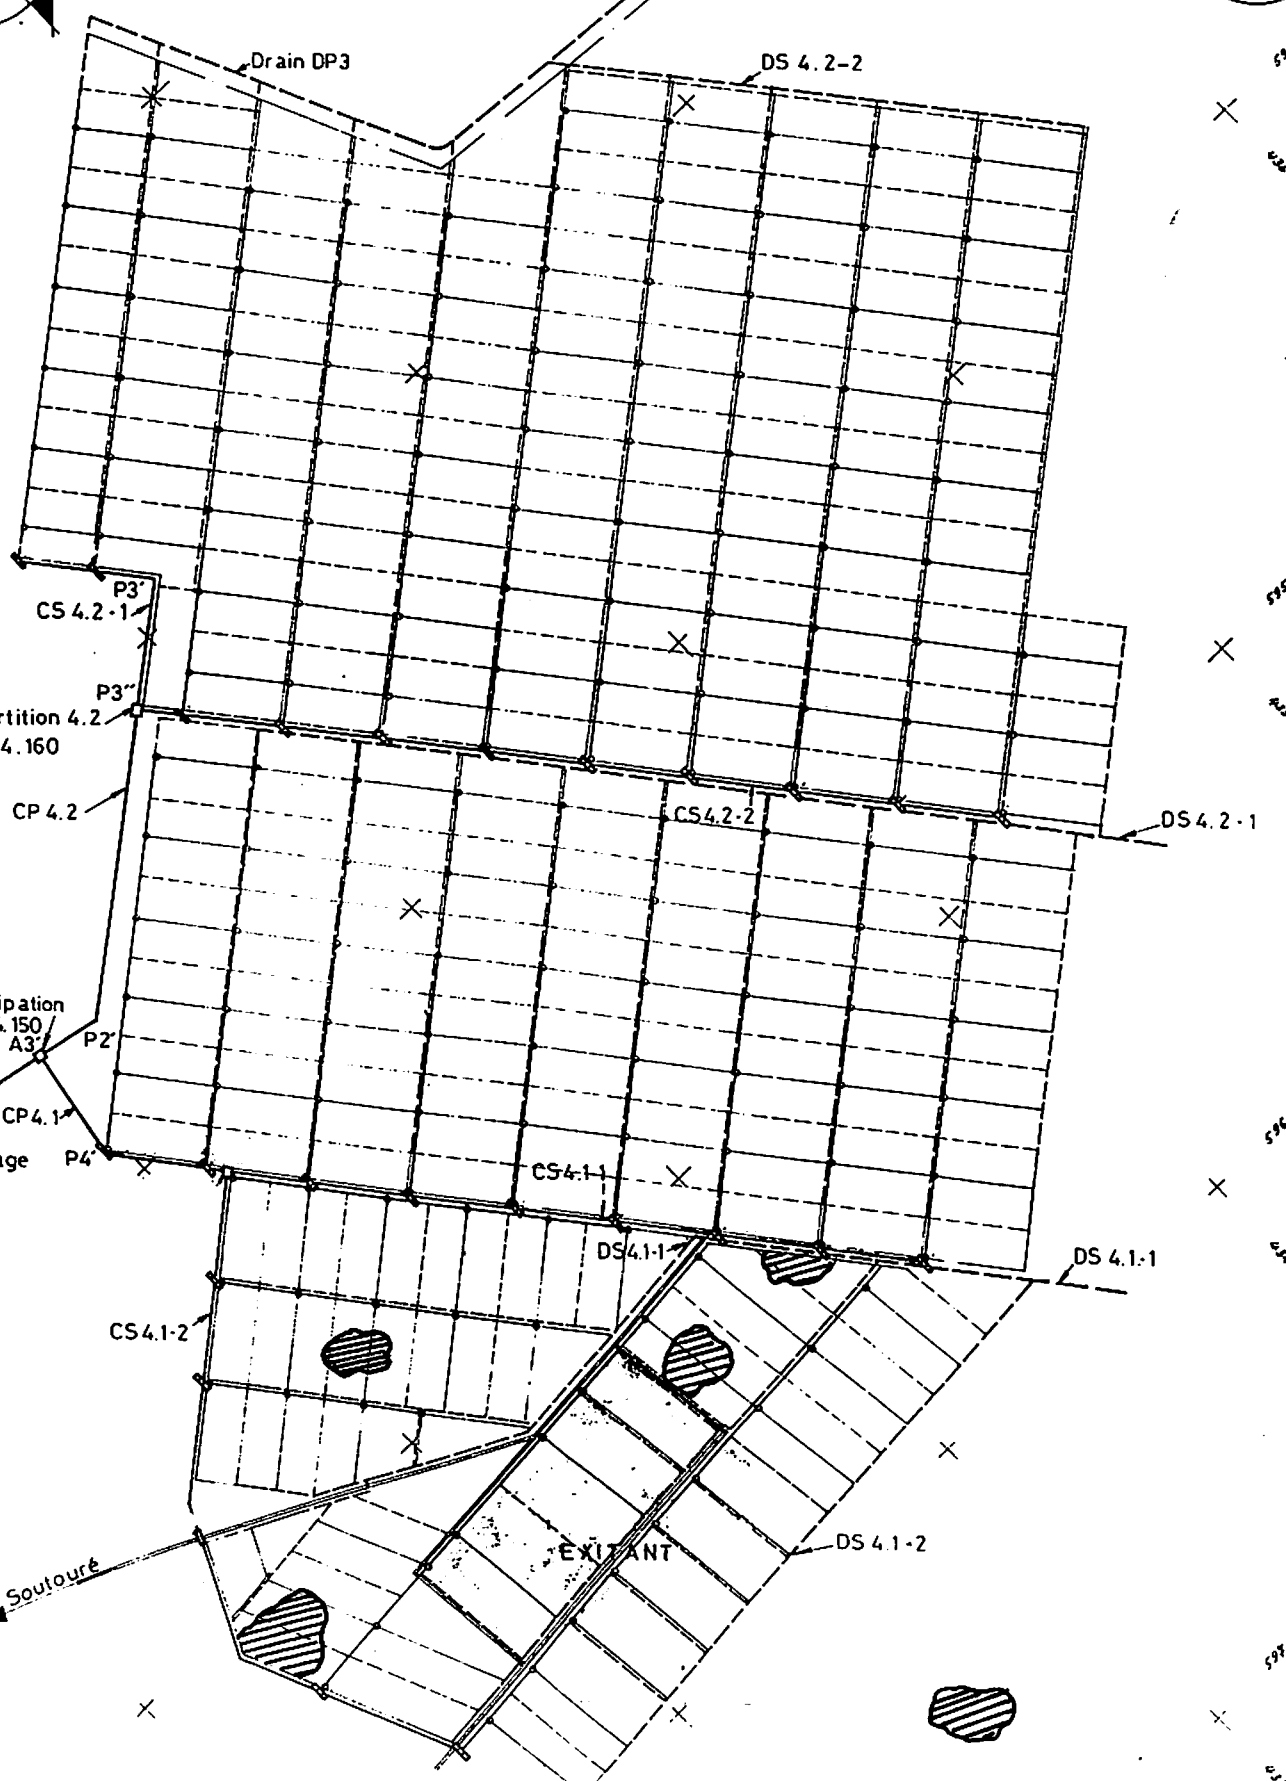 Drain DP3
DS 4.2-2
P3'
CS 4.2-1
P3"
rtition 4.2
4.160
CP 4.2
CS4.2-2
DS 4.2-1
ipation
.150
A3'
P2'
CP4.1
age P4'
CS4.1-1
DS4.1-1
DS 4.1-1
CS4.1-2
DS 4.1-2
EXITANT
Soutouré